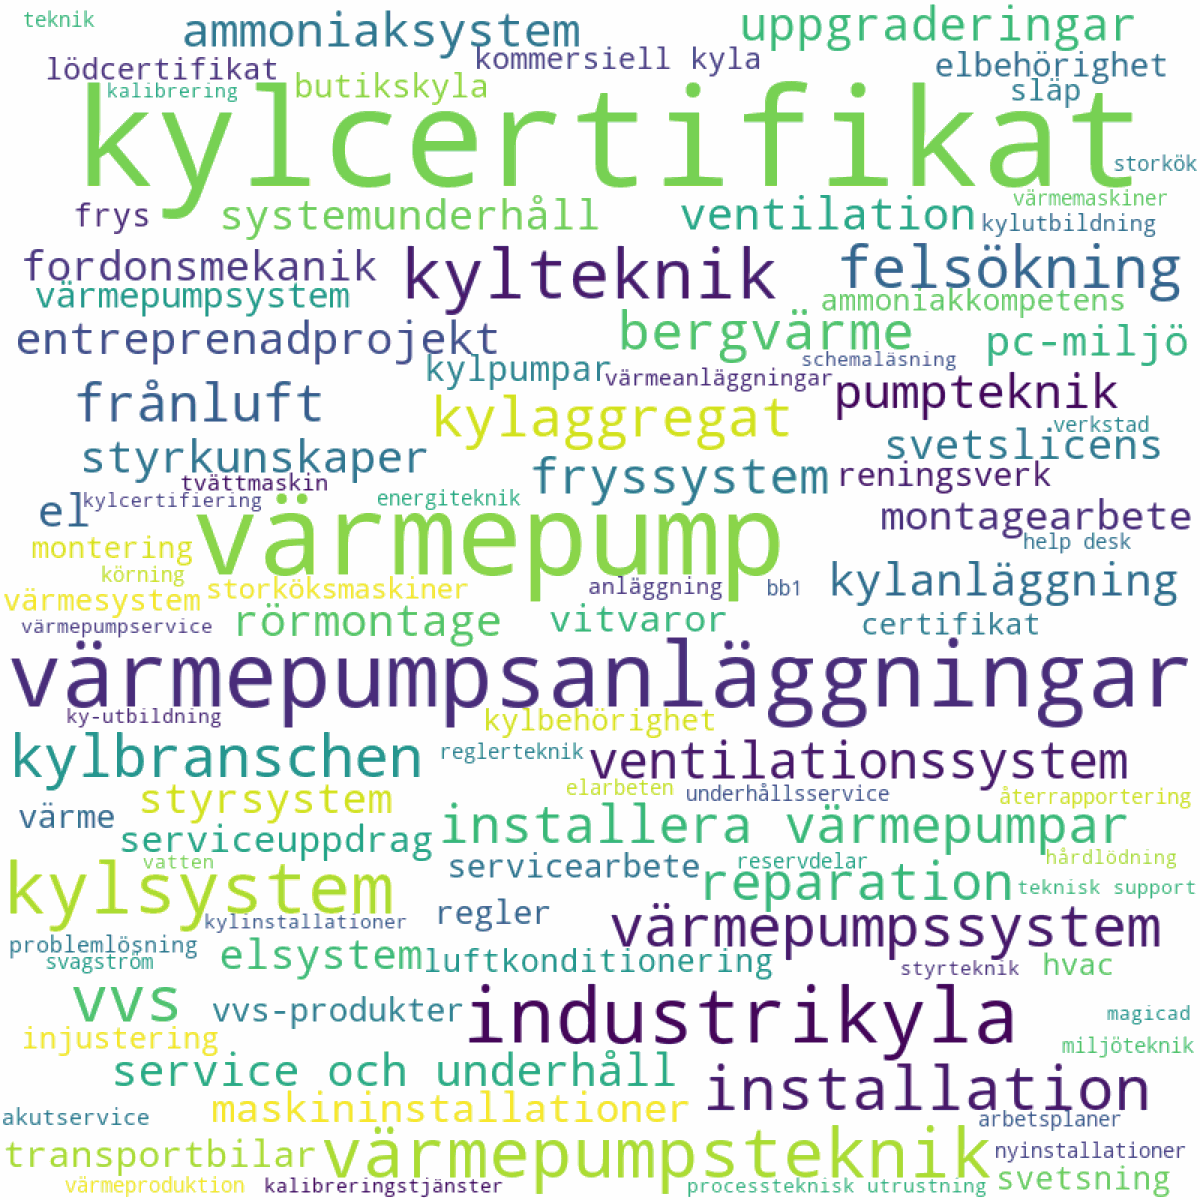 teknik
ammoniaksystem
uppgraderingar
lödcertifikat
kommersiell kyla
elbehörighet
kalibrering
butikskyla
släp
kylcertifikat
storkök
frys
systemunderhåll
ventilation
värmemaskiner
kylutbildning
fordonsmekanik
kylteknik
felsökning
värmepumpsystem
ammoniakkompetens
entreprenadprojekt
bergvärme
pc-miljö
kylpumpar
schemaläsning
värmeanläggningar
frånluft
kylaggregat
pumpteknik
verkstad
styrkunskaper
svetslicens
tvättmaskin
fryssystem
reningsverk
kylcertifiering
energiteknik
el
värmepump
montagearbete
montering
help desk
körning
storköksmaskiner
anläggning
bb1
kylanläggning
värmesystem
värmepumpservice
rörmontage
vitvaror
certifikat
värmepumpsanläggningar
ky-utbildning
kylbehörighet
kylbranschen
reglerteknik
ventilationssystem
styrsystem
elarbeten
underhållsservice
återrapportering
värme
serviceuppdrag
installera värmepumpar
vatten
servicearbete
reservdelar
hårdlödning
kylsystem
reparation
teknisk support
kylinstallationer
regler
värmepumpssystem
problemlösning
svagström
elsystem
luftkonditionering
styrteknik
hvac
vvs
vvs-produkter
industrikyla
magicad
injustering
miljöteknik
service och underhåll
installation
akutservice
maskininstallationer
arbetsplaner
transportbilar
värmepumpsteknik
nyinstallationer
värmeproduktion
kalibreringstjänster
processteknisk utrustning
svetsning